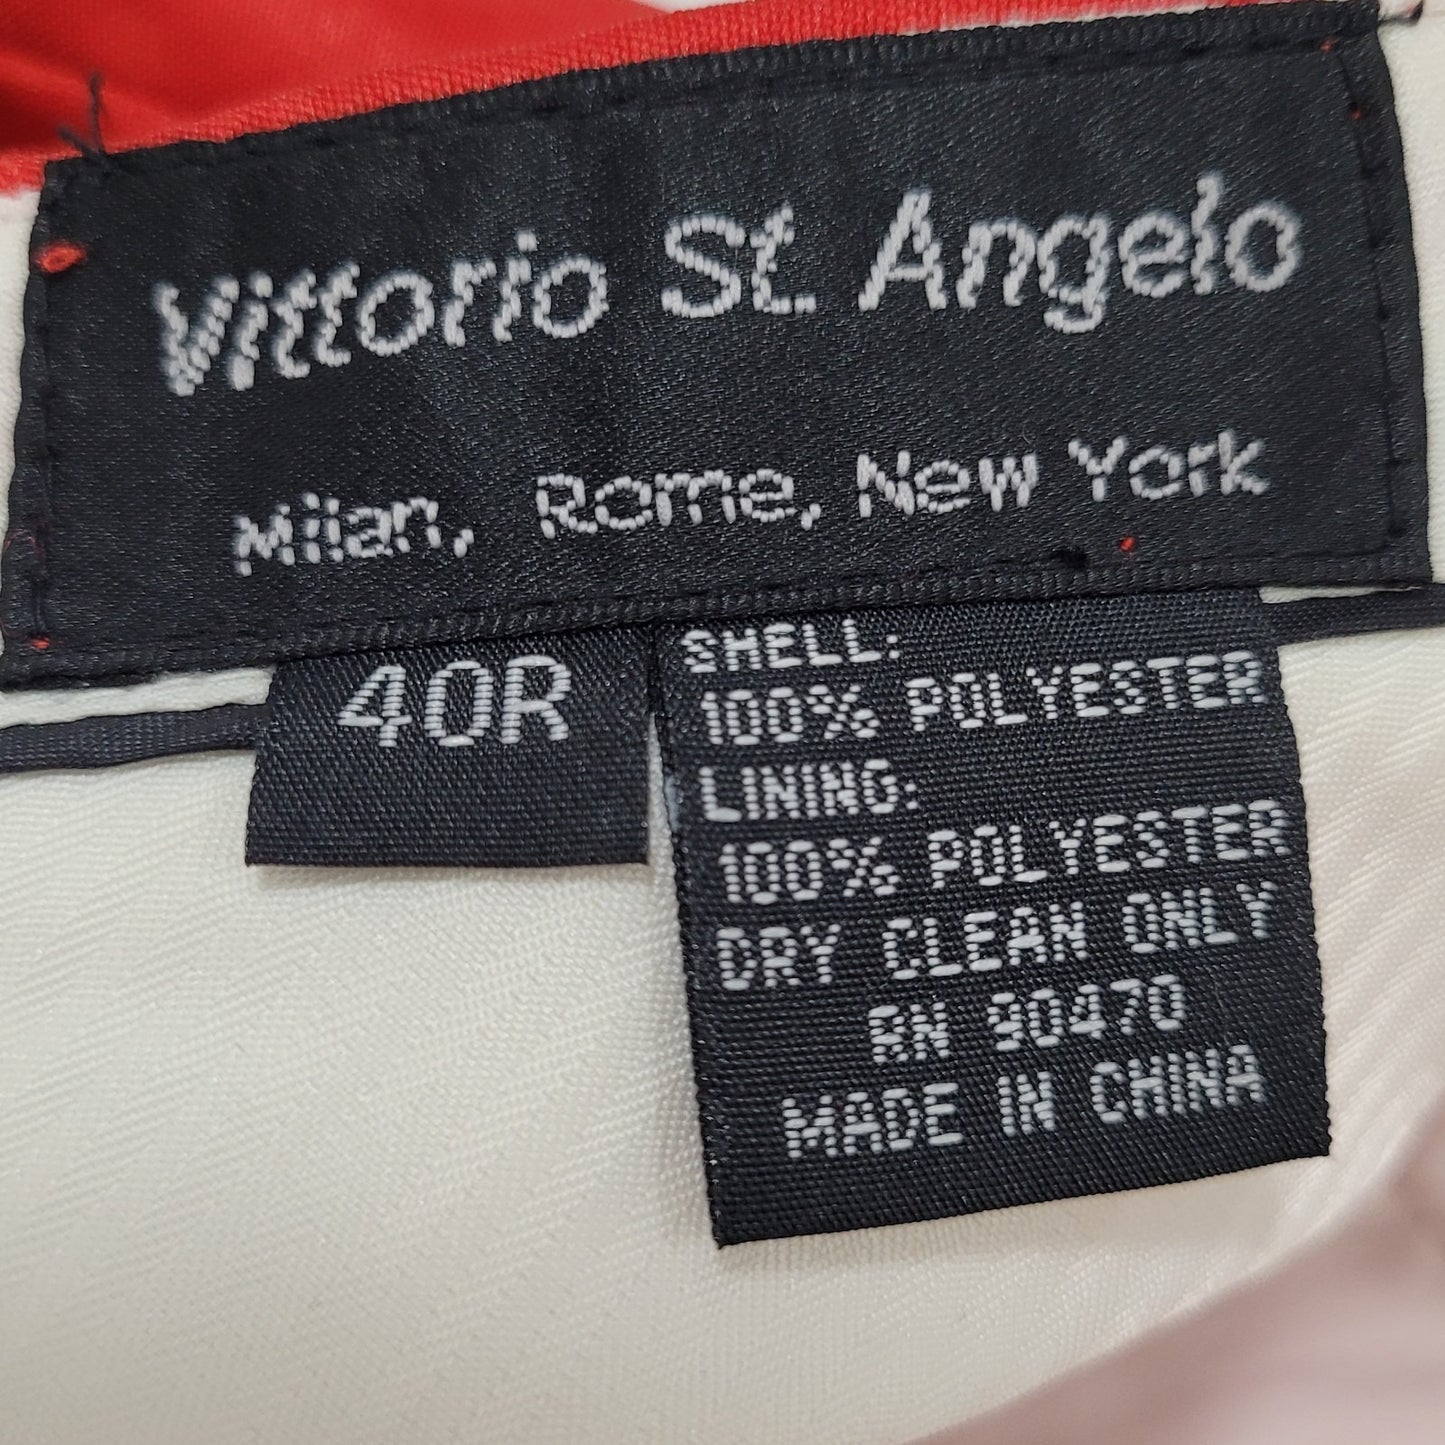 Vittorio St. Angelo
Milan, Rome, New York
40R
SHELL:
100% POLYESTER
LINING:
100% POLYESTER
DRY CLEAN ONLY
RN 90470
MADE IN CHINA